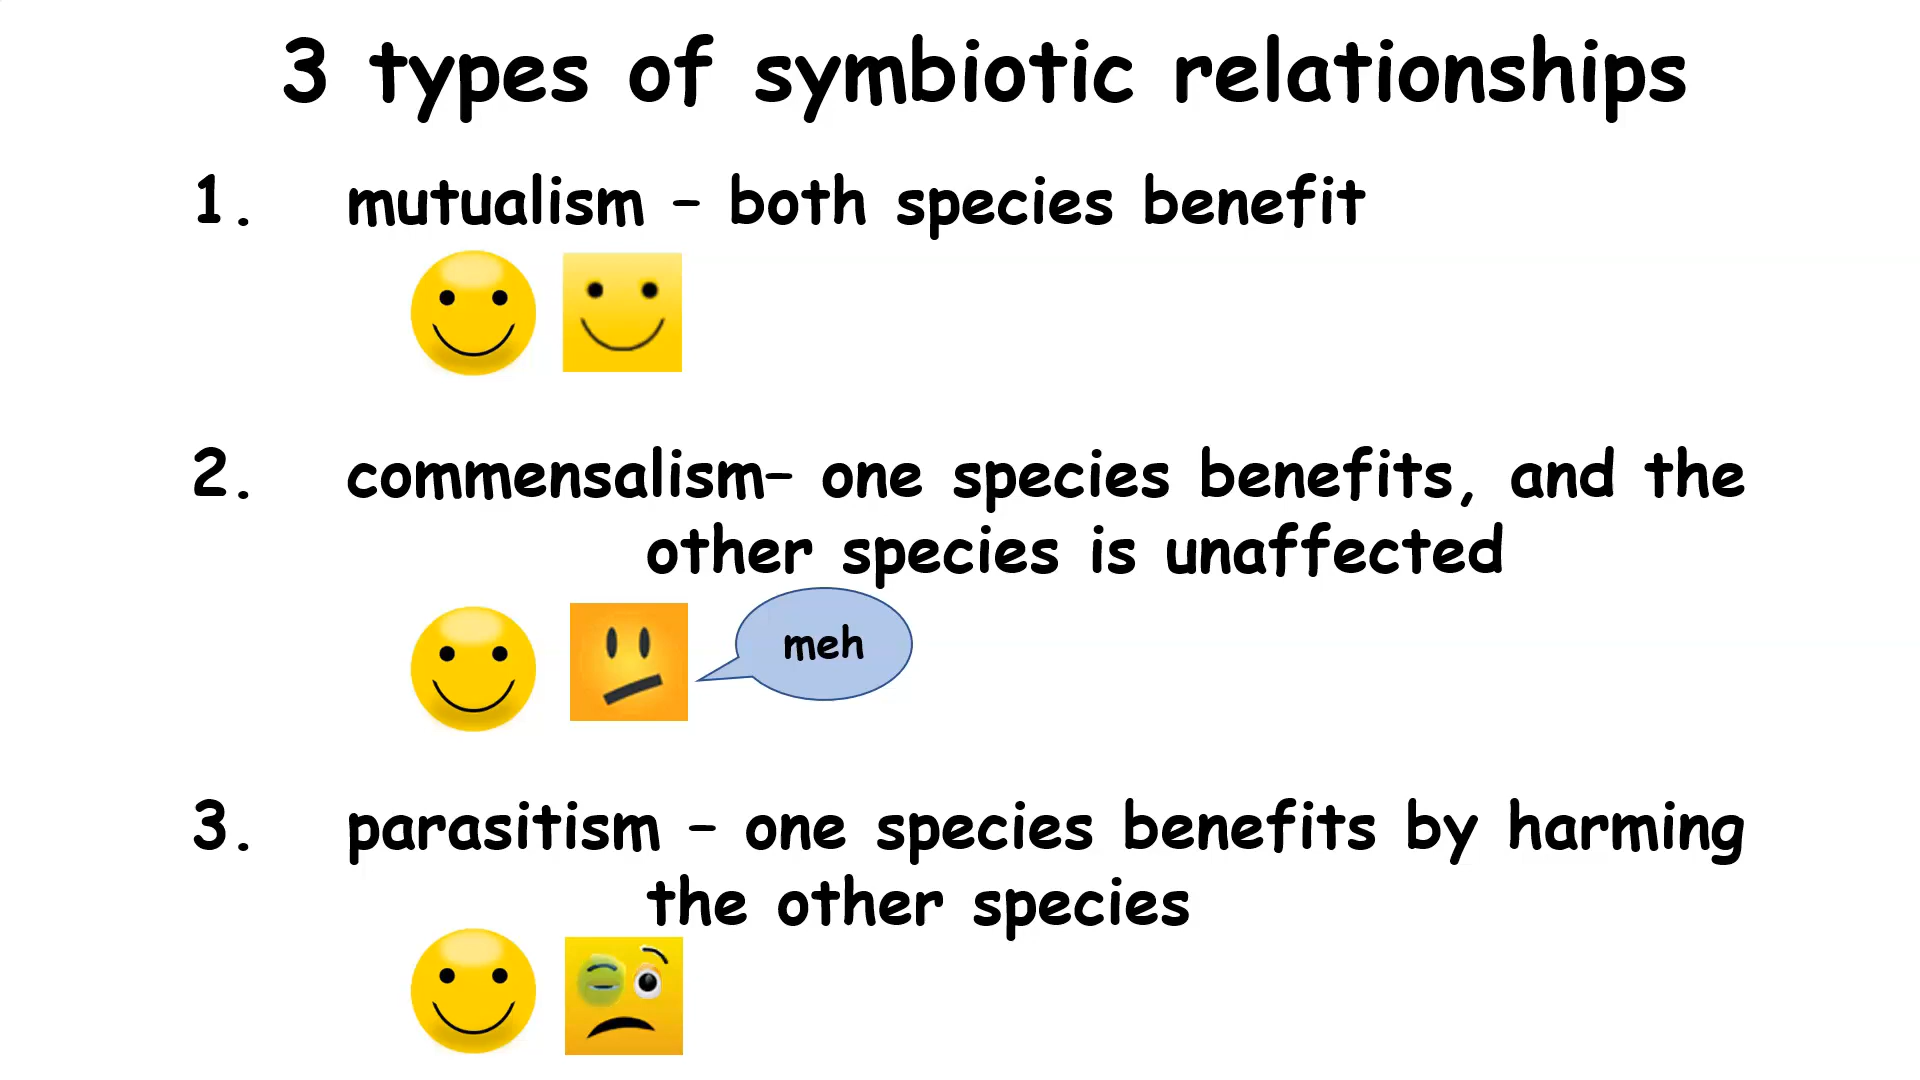 3 types of symbiotic relationships
1. mutualism – both species benefit
2. commensalism– one species benefits, and the
other species is unaffected
meh
3. parasitism – one species benefits by harming
the other species